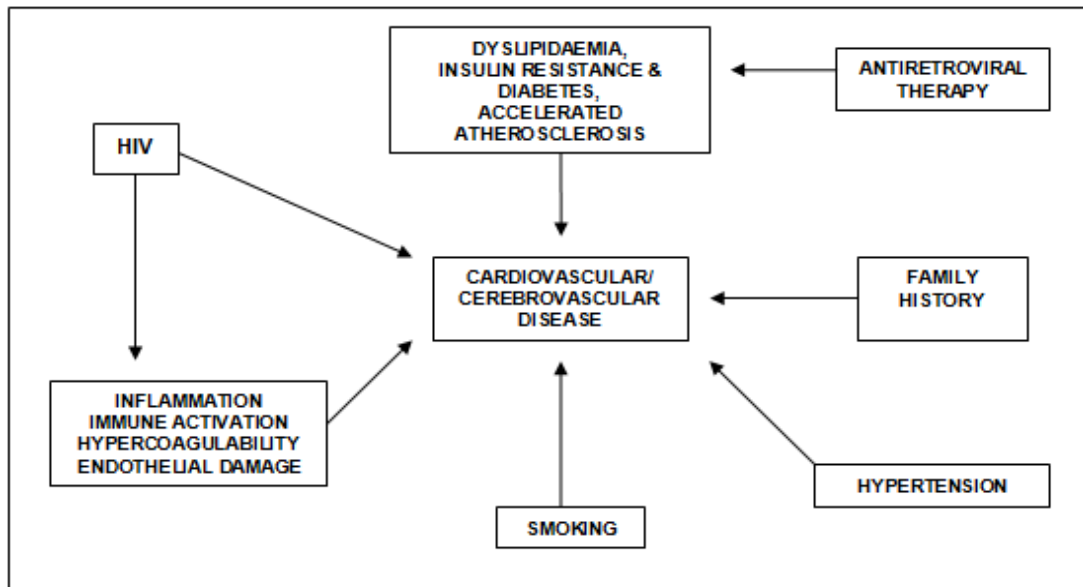 DYSLIPIDAEMIA,
INSULIN RESISTANCE &
DIABETES,
ACCELERATED
ATHEROSCLEROSIS
ANTIRETROVIRAL
THERAPY
HIV
CARDIOVASCULAR/
CEREBROVASCULAR
DISEASE
FAMILY
HISTORY
INFLAMMATION
IMMUNE ACTIVATION
HYPERCOAGULABILITY
ENDOTHELIAL DAMAGE
HYPERTENSION
SMOKING